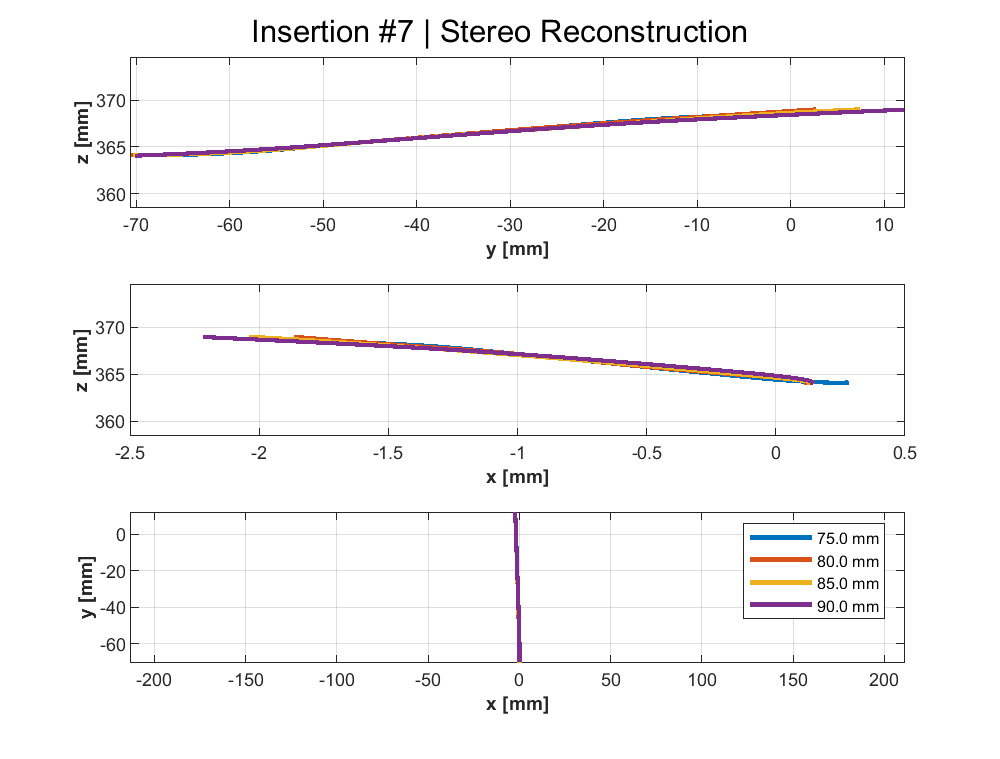 Insertion #7 | Stereo Reconstruction
370
365
360
z [mm]
-70 -60 -50 -40 -30 -20 -10 0 10
y [mm]
370
365
360
z [mm]
-2.5 -2 -1.5 -1 -0.5 0 0.5
x [mm]
0
-20
-40
-60
y [mm]
75.0 mm
80.0 mm
85.0 mm
90.0 mm
-200 -150 -100 -50 0 50 100 150 200
x [mm]